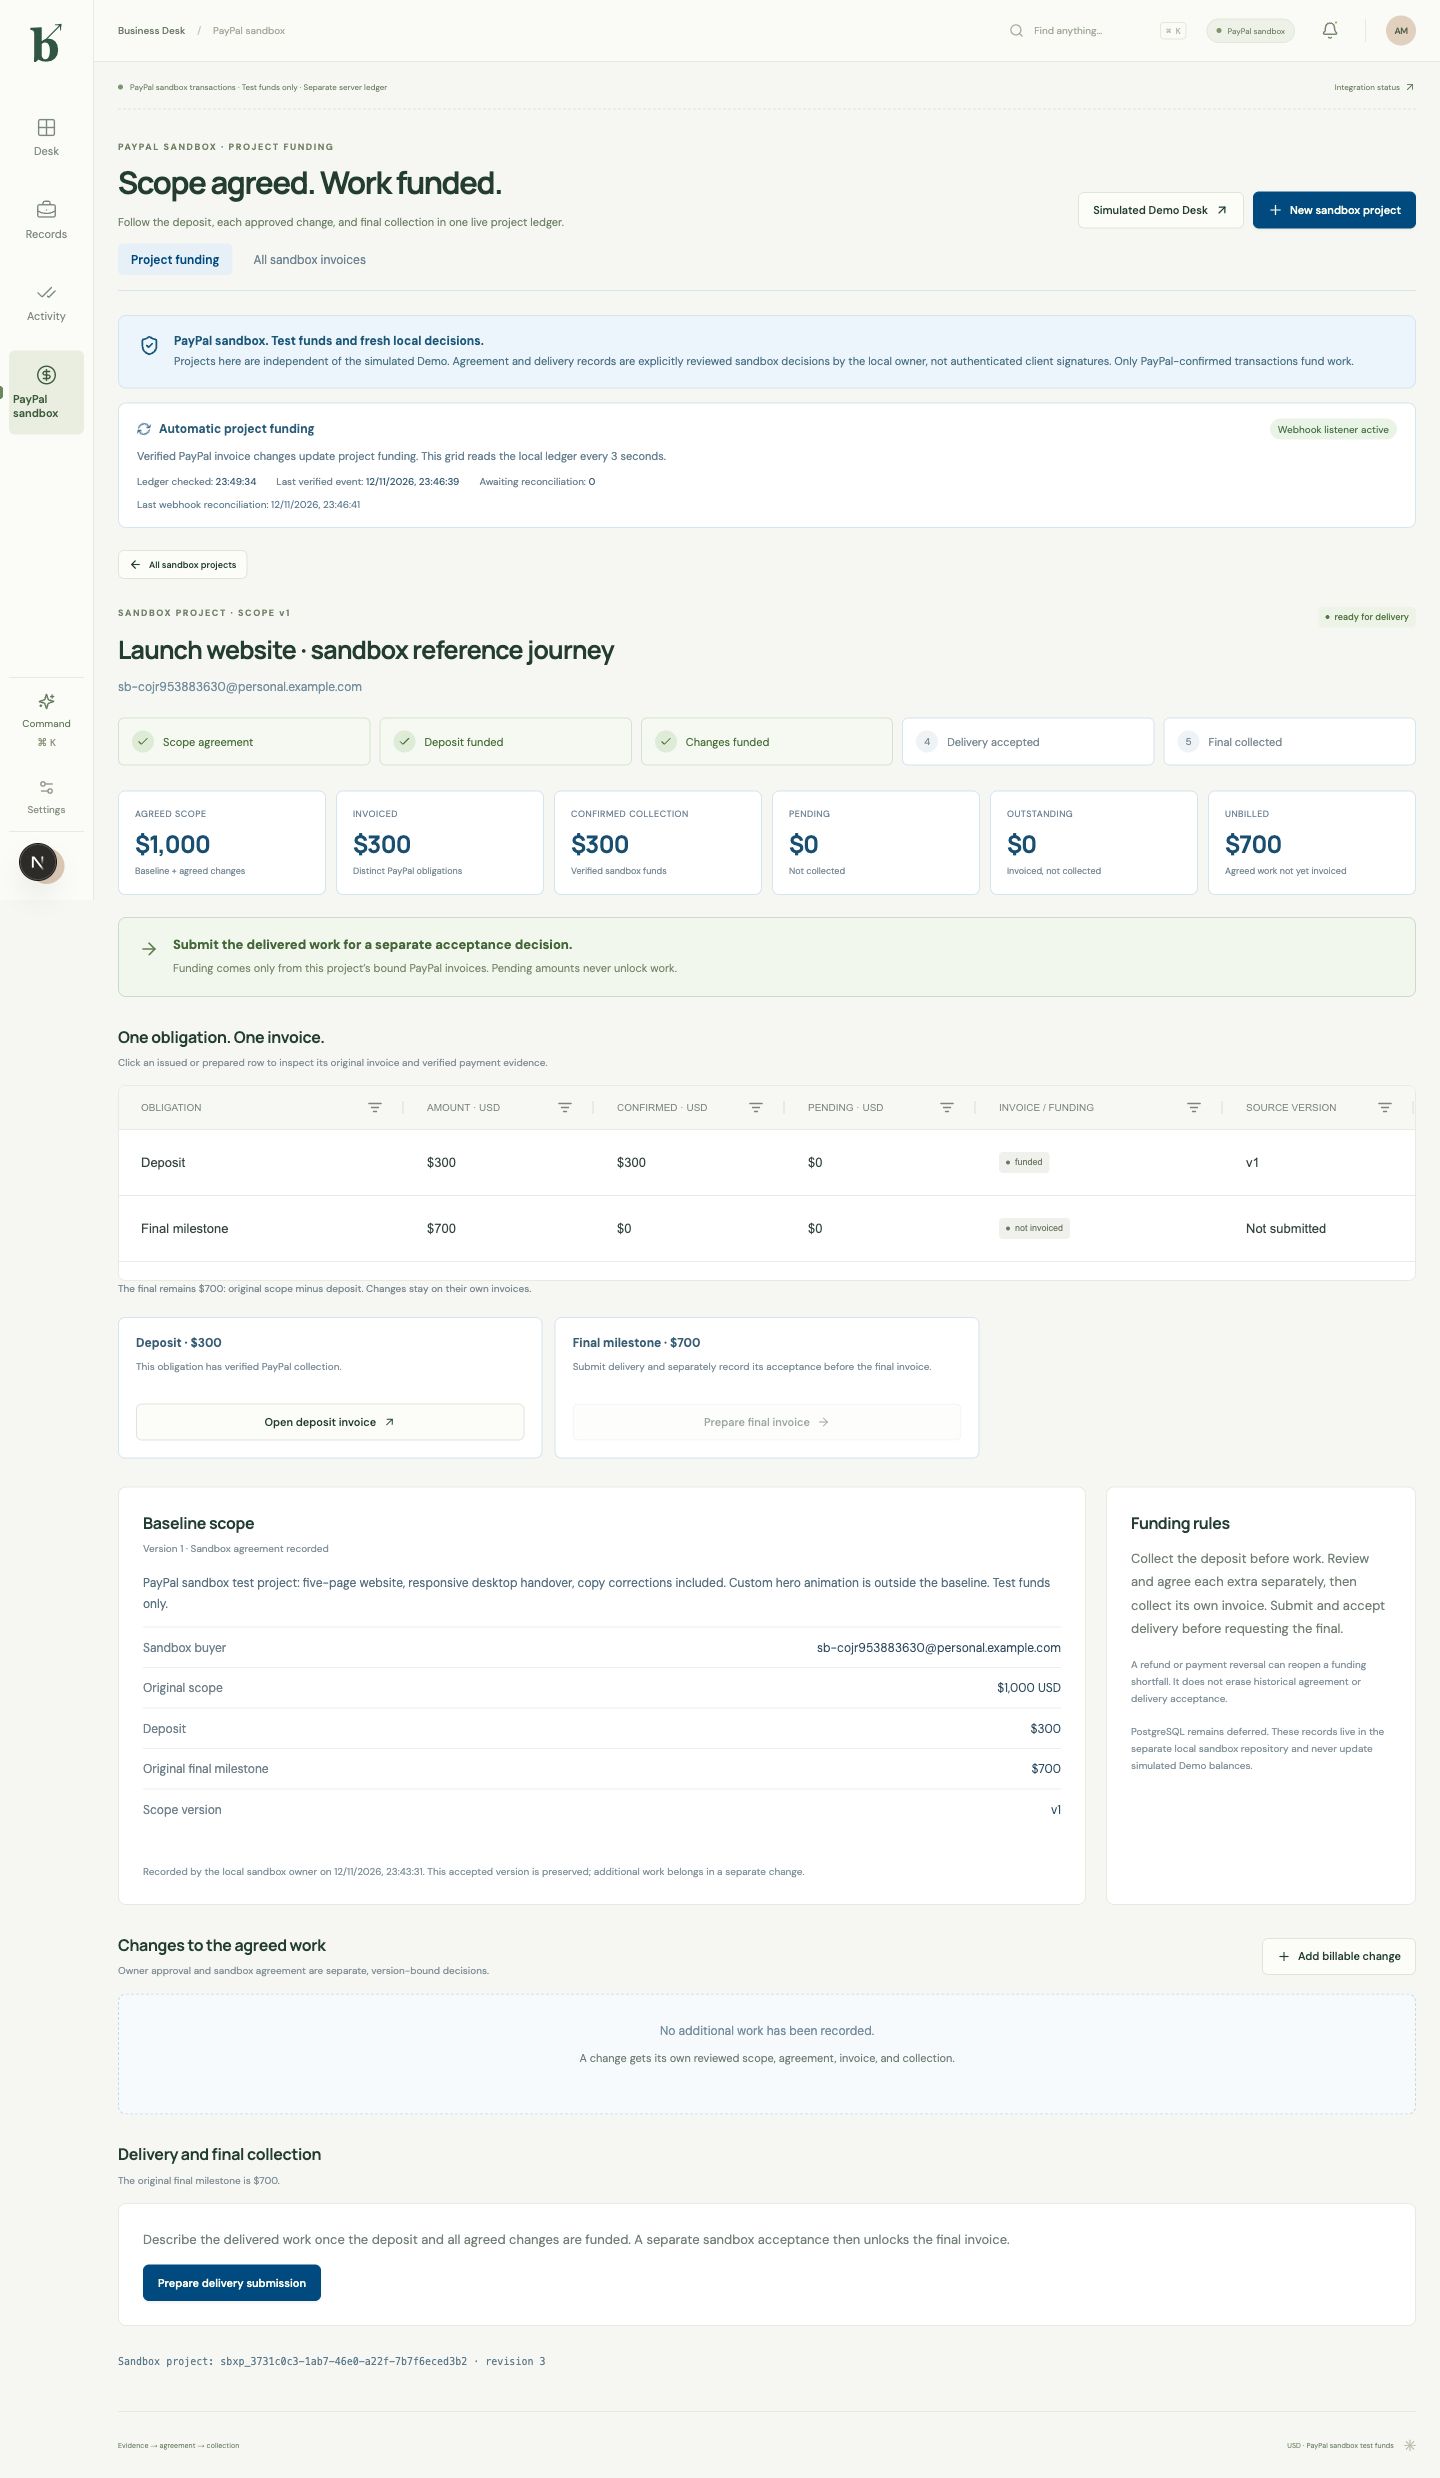 b
Business Desk / PayPal sandbox
Find anything...
⌘ K
PayPal sandbox
AM
Desk
Records
Activity
PayPal
sandbox
Command
⌘ K
Settings
N
PayPal sandbox transactions · Test funds only · Separate server ledger
Integration status
PAYPAL SANDBOX · PROJECT FUNDING
Scope agreed. Work funded.
Follow the deposit, each approved change, and final collection in one live project ledger.
Simulated Demo Desk
New sandbox project
Project funding
All sandbox invoices
PayPal sandbox. Test funds and fresh local decisions.
Projects here are independent of the simulated Demo. Agreement and delivery records are explicitly reviewed sandbox decisions by the local owner, not authenticated client signatures. Only PayPal-confirmed transactions fund work.
Automatic project funding
Webhook listener active
Verified PayPal invoice changes update project funding. This grid reads the local ledger every 3 seconds.
Ledger checked: 23:49:34 Last verified event: 12/11/2026, 23:46:39 Awaiting reconciliation: 0
Last webhook reconciliation: 12/11/2026, 23:46:41
All sandbox projects
SANDBOX PROJECT · SCOPE v1
ready for delivery
Launch website · sandbox reference journey
sb-cojr953883630@personal.example.com
Scope agreement
Deposit funded
Changes funded
4 Delivery accepted
5 Final collected
AGREED SCOPE
$1,000
Baseline + agreed changes
INVOICED
$300
Distinct PayPal obligations
CONFIRMED COLLECTION
$300
Verified sandbox funds
PENDING
$0
Not collected
OUTSTANDING
$0
Invoiced, not collected
UNBILLED
$700
Agreed work not yet invoiced
Submit the delivered work for a separate acceptance decision.
Funding comes only from this project's bound PayPal invoices. Pending amounts never unlock work.
One obligation. One invoice.
Click an issued or prepared row to inspect its original invoice and verified payment evidence.
OBLIGATION AMOUNT · USD CONFIRMED · USD PENDING · USD INVOICE / FUNDING SOURCE VERSION
Deposit $300 $300 $0 funded v1
Final milestone $700 $0 $0 not invoiced Not submitted
The final remains $700: original scope minus deposit. Changes stay on their own invoices.
Deposit · $300
This obligation has verified PayPal collection.
Open deposit invoice
Final milestone · $700
Submit delivery and separately record its acceptance before the final invoice.
Prepare final invoice
Baseline scope
Version 1 · Sandbox agreement recorded
PayPal sandbox test project: five-page website, responsive desktop handover, copy corrections included. Custom hero animation is outside the baseline. Test funds
only.
Sandbox buyer sb-cojr953883630@personal.example.com
Original scope $1,000 USD
Deposit $300
Original final milestone $700
Scope version v1
Recorded by the local sandbox owner on 12/11/2026, 23:43:31. This accepted version is preserved; additional work belongs in a separate change.
Funding rules
Collect the deposit before work. Review
and agree each extra separately, then
collect its own invoice. Submit and accept
delivery before requesting the final.
A refund or payment reversal can reopen a funding
shortfall. It does not erase historical agreement or
delivery acceptance.
PostgreSQL remains deferred. These records live in the
separate local sandbox repository and never update
simulated Demo balances.
Changes to the agreed work
Owner approval and sandbox agreement are separate, version-bound decisions.
Add billable change
No additional work has been recorded.
A change gets its own reviewed scope, agreement, invoice, and collection.
Delivery and final collection
The original final milestone is $700.
Describe the delivered work once the deposit and all agreed changes are funded. A separate sandbox acceptance then unlocks the final invoice.
Prepare delivery submission
Sandbox project: sbxp_3731c0c3-1ab7-46e0-a22f-7b7f6eced3b2 · revision 3
Evidence → agreement → collection
USD · PayPal sandbox test funds